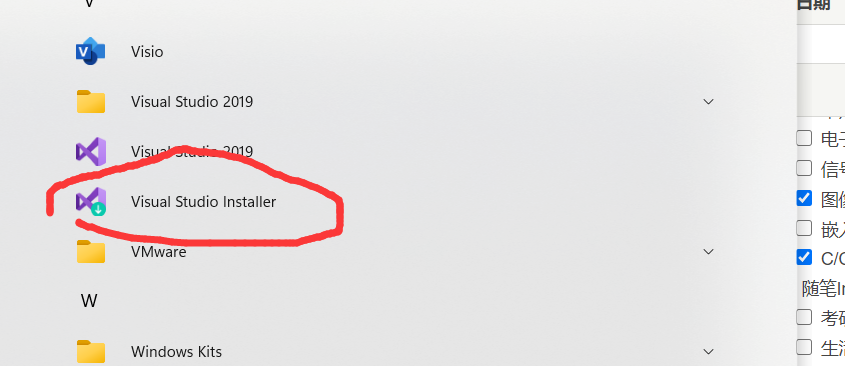 V
日期
Visio
Visual Studio 2019
电子
Visual Studio 2019
信号
Visual Studio Installer
图像
嵌入
VMware
C/C
随笔In
W
考研
生活
Windows Kits